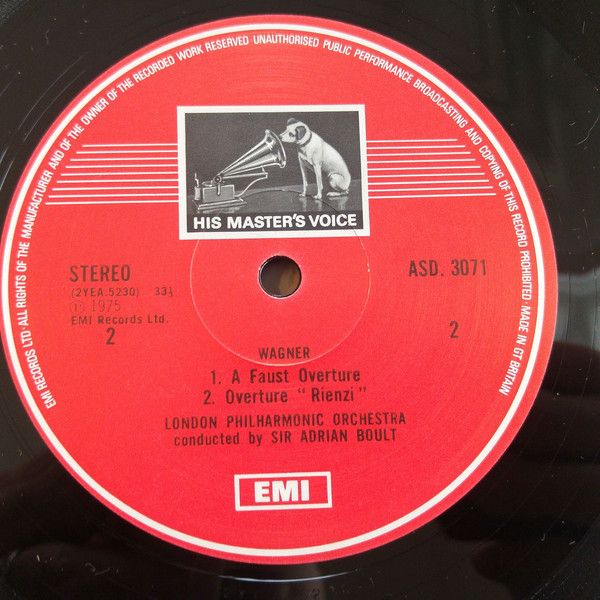 EMI RECORDS LTD·ALL RIGHTS OF THE MANUFACTURER AND OF THE OWNER OF THE RECORDED WORK RESERVED UNAUTHORISED PUBLIC PERFORMANCE BROADCASTING AND COPYING OF THIS RECORD PROHIBITED·MADE IN GT BRITAIN
HIS MASTER'S VOICE
STEREO
ASD. 3071
(2YEA.5230) 33⅓
Ⓟ 1975
EMI Records Ltd.
2
2
WAGNER
1. A Faust Overture
2. Overture "Rienzi"
LONDON PHILHARMONIC ORCHESTRA
conducted by SIR ADRIAN BOULT
EMI